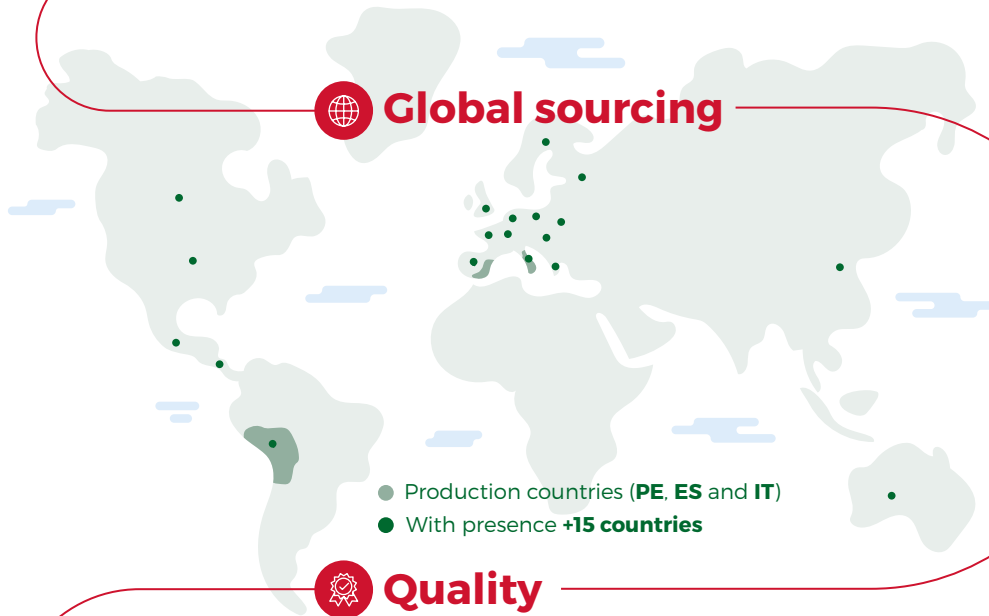 Global sourcing
Production countries (PE, ES and IT)
With presence +15 countries
Quality